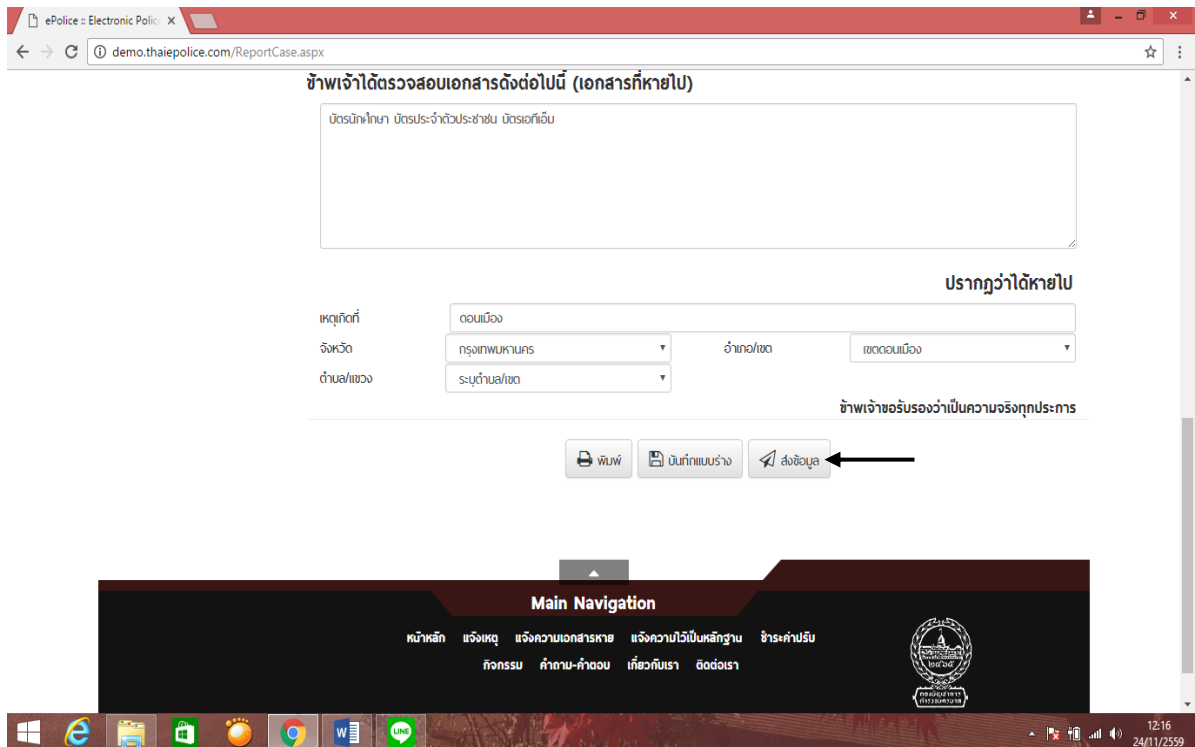 ePolice :: Electronic Polic
demo.thaiepolice.com/ReportCase.aspx
ข้าพเจ้าได้ตรวจสอบเอกสารดังต่อไปนี้ (เอกสารที่หายไป)
บัตรนักศึกษา บัตรประจำตัวประชาชน บัตรเอทีเอ็ม
ปรากฏว่าได้หายไป
เหตุเกิดที่ ดอนเมือง
จังหวัด กรุงเทพมหานคร อำเภอ/เขต เขตดอนเมือง
ตำบล/แขวง ระบุตำบล/เขต
ข้าพเจ้าขอรับรองว่าเป็นความจริงทุกประการ
พิมพ์ บันทึกแบบร่าง ส่งข้อมูล
Main Navigation
หน้าหลัก แจ้งเหตุ แจ้งความเอกสารหาย แจ้งความไว้เป็นหลักฐาน ชำระค่าปรับ
กิจกรรม คำถาม-คำตอบ เกี่ยวกับเรา ติดต่อเรา
๒๔๖๕
LINE
12:16
24/11/2559